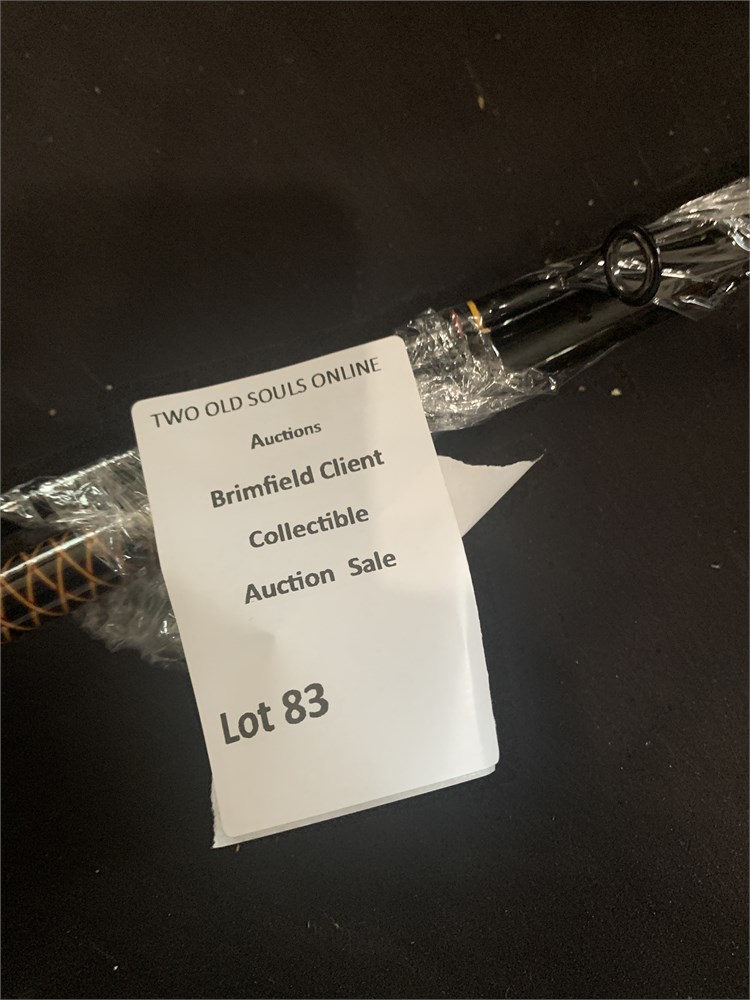 TWO OLD SOULS ONLINE
Auctions
Brimfield Client
Collectible
Auction Sale
Lot 83